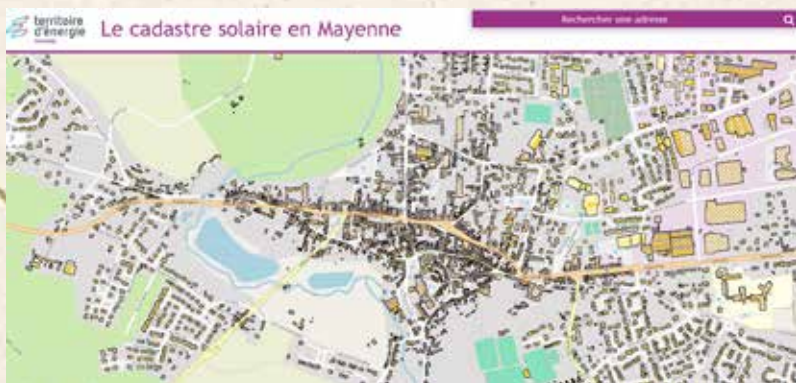 territoire
d'énergie
Le cadastre solaire en Mayenne
Rechercher une adresse